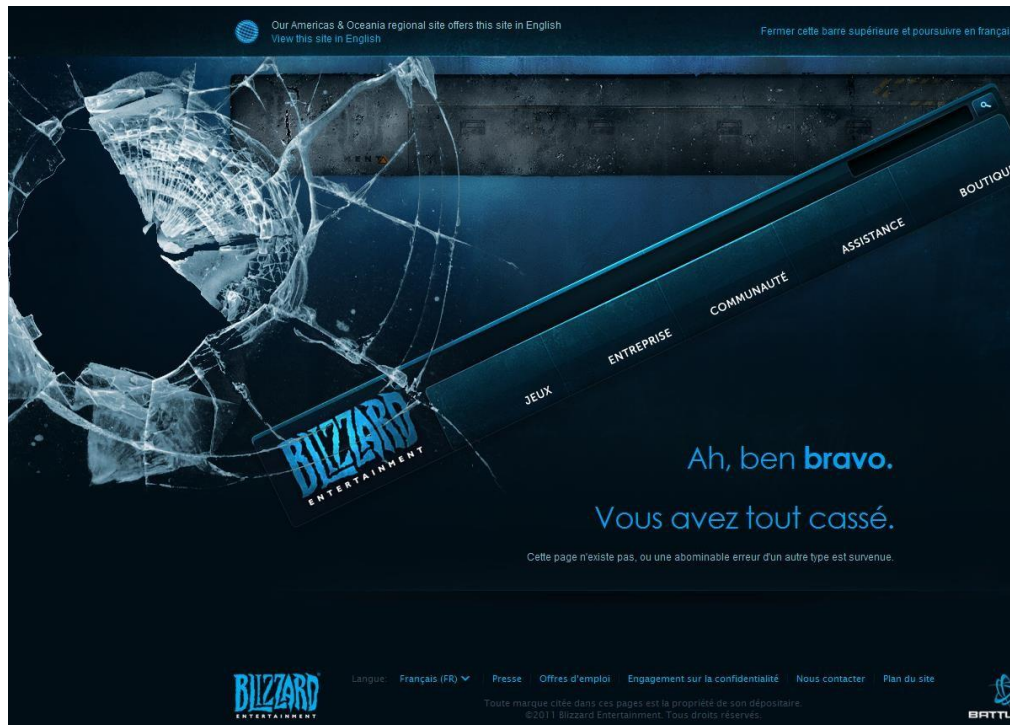 Our Americas & Oceania regional site offers this site in English
View this site in English
Fermer cette barre supérieure et poursuivre en françai
MENT
BOUTIQU
ASSISTANCE
COMMUNAUTÉ
ENTREPRISE
JEUX
BLIZZARD
ENTERTAINMENT
Ah, ben bravo.
Vous avez tout cassé.
Cette page n'existe pas, ou une abominable erreur d'un autre type est survenue.
BLIZZARD
ENTERTAINMENT
Langue: Français (FR) Presse Offres d'emploi Engagement sur la confidentialité Nous contacter Plan du site
Toute marque citée dans ces pages est la propriété de son dépositaire.
©2011 Blizzard Entertainment. Tous droits réservés.
BATTL